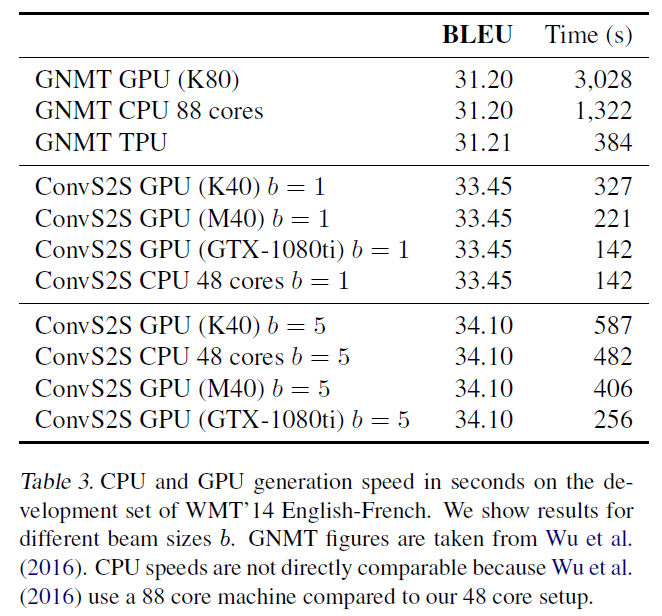 BLEU Time (s)
GNMT GPU (K80) 31.20 3,028
GNMT CPU 88 cores 31.20 1,322
GNMT TPU 31.21 384
ConvS2S GPU (K40) b = 1 33.45 327
ConvS2S GPU (M40) b = 1 33.45 221
ConvS2S GPU (GTX-1080ti) b = 1 33.45 142
ConvS2S CPU 48 cores b = 1 33.45 142
ConvS2S GPU (K40) b = 5 34.10 587
ConvS2S CPU 48 cores b = 5 34.10 482
ConvS2S GPU (M40) b = 5 34.10 406
ConvS2S GPU (GTX-1080ti) b = 5 34.10 256
Table 3. CPU and GPU generation speed in seconds on the de-
velopment set of WMT’14 English-French. We show results for
different beam sizes b. GNMT figures are taken from Wu et al.
(2016). CPU speeds are not directly comparable because Wu et al.
(2016) use a 88 core machine compared to our 48 core setup.